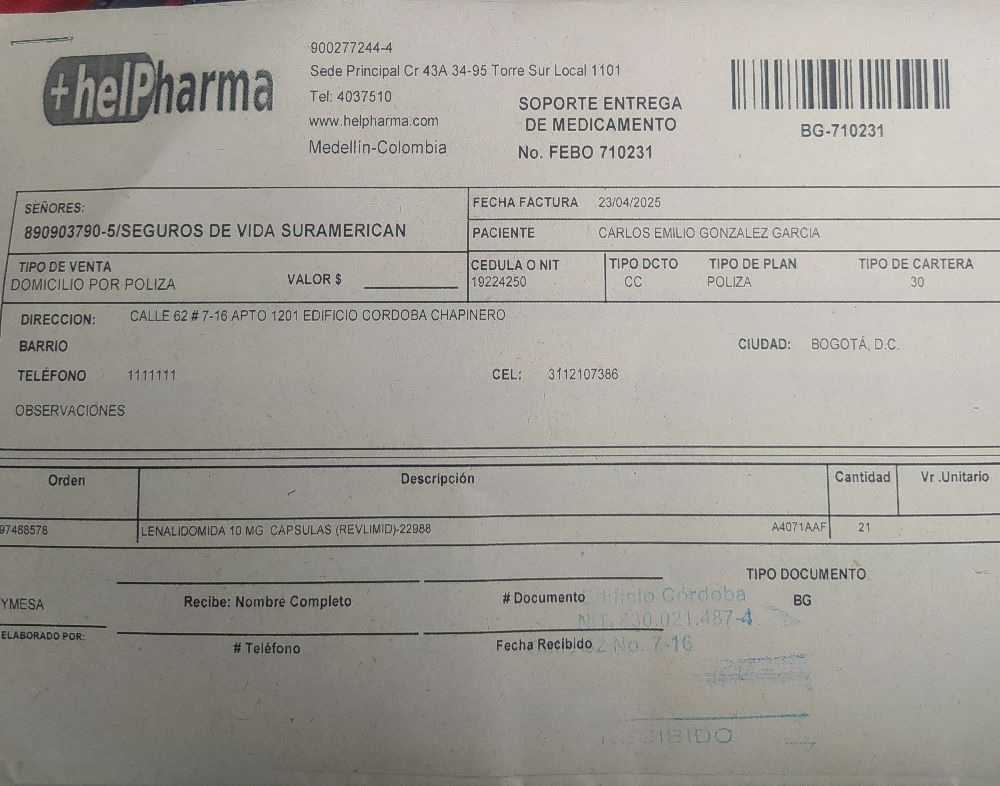 +helPharma
900277244-4
Sede Principal Cr 43A 34-95 Torre Sur Local 1101
Tel: 4037510
www.helpharma.com
Medellín-Colombia
SOPORTE ENTREGA
DE MEDICAMENTO
No. FEBO 710231
BG-710231
SEÑORES:
890903790-5/SEGUROS DE VIDA SURAMERICAN
FECHA FACTURA 23/04/2025
PACIENTE CARLOS EMILIO GONZALEZ GARCIA
TIPO DE VENTA
DOMICILIO POR POLIZA
VALOR $
CEDULA O NIT
19224250
TIPO DCTO
CC
TIPO DE PLAN
POLIZA
TIPO DE CARTERA
30
DIRECCION: CALLE 62 # 7-16 APTO 1201 EDIFICIO CORDOBA CHAPINERO
BARRIO
CIUDAD: BOGOTÁ, D.C.
TELÉFONO 1111111
CEL: 3112107386
OBSERVACIONES
Orden Descripción Cantidad Vr .Unitario
97488578 LENALIDOMIDA 10 MG CAPSULAS (REVLIMID)-22988 A4071AAF 21
TIPO DOCUMENTO
BG
YMESA
ELABORADO POR:
Recibe: Nombre Completo
# Documento
# Teléfono
Fecha Recibido
Edificio Córdoba
NIT. 830.021.487-4
62 No. 7-16
RECIBIDO